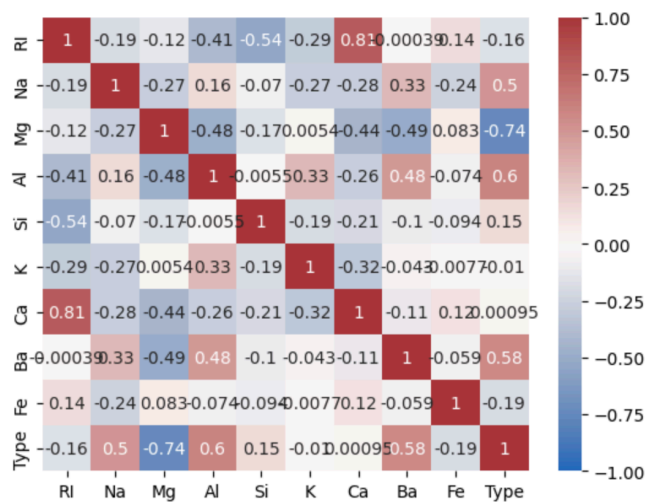 RI 1 -0.19 -0.12 -0.41 -0.54 -0.29 0.81 -0.00039 0.14 -0.16
Na -0.19 1 -0.27 0.16 -0.07 -0.27 -0.28 0.33 -0.24 0.5
Mg -0.12 -0.27 1 -0.48 -0.17 0.0054 -0.44 -0.49 0.083 -0.74
Al -0.41 0.16 -0.48 1 -0.0055 0.33 -0.26 0.48 -0.074 0.6
Si -0.54 -0.07 -0.17 -0.0055 1 -0.19 -0.21 -0.1 -0.094 0.15
K -0.29 -0.27 0.0054 0.33 -0.19 1 -0.32 -0.043 -0.0077 -0.01
Ca 0.81 -0.28 -0.44 -0.26 -0.21 -0.32 1 -0.11 0.12 0.00095
Ba -0.00039 0.33 -0.49 0.48 -0.1 -0.043 -0.11 1 -0.059 0.58
Fe 0.14 -0.24 0.083 -0.074 -0.094 -0.0077 0.12 -0.059 1 -0.19
Type -0.16 0.5 -0.74 0.6 0.15 -0.01 0.00095 0.58 -0.19 1
RI Na Mg Al Si K Ca Ba Fe Type
1.00
0.75
0.50
0.25
0.00
−0.25
−0.50
−0.75
−1.00